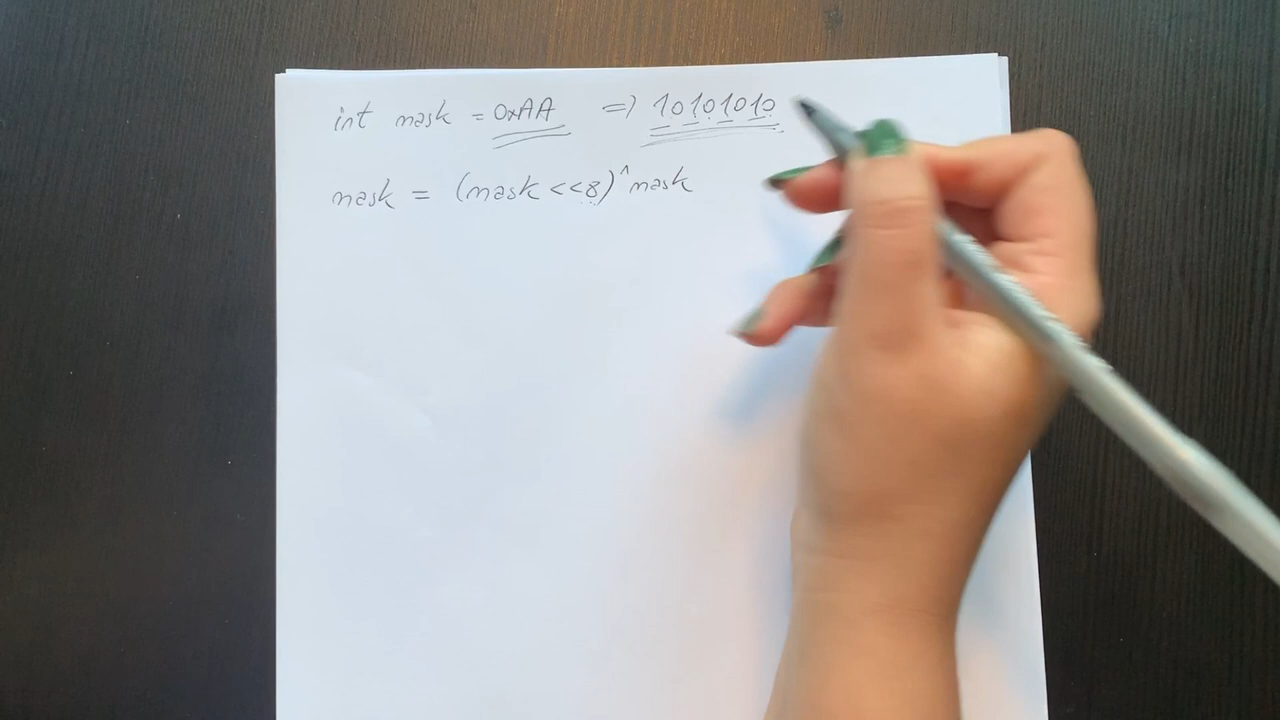 int mask = 0xAA => 10101010
mask = (mask<<8)^mask